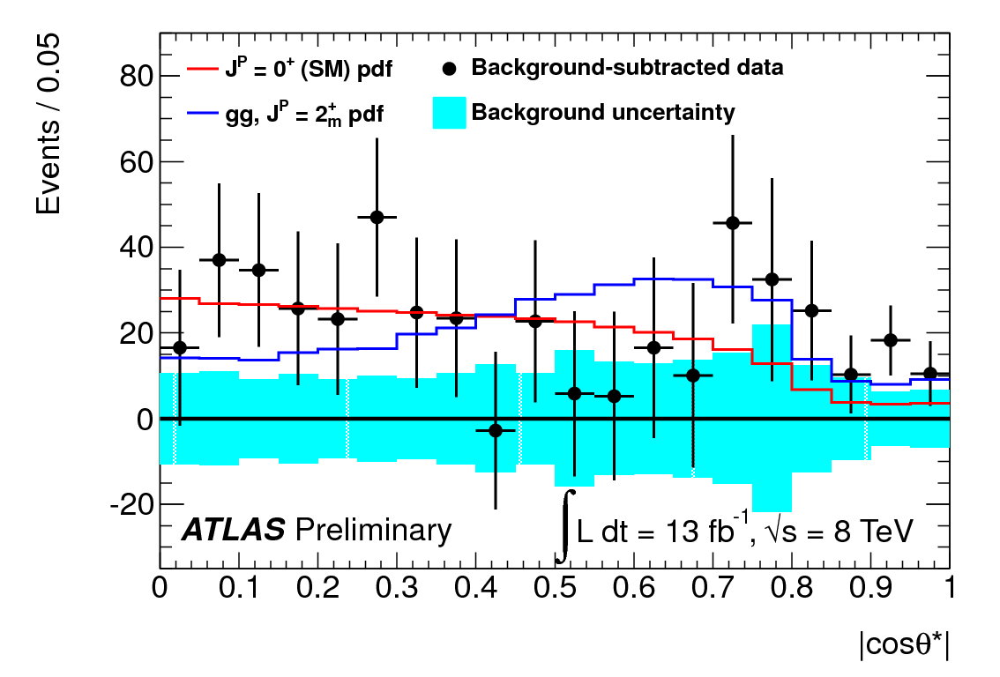 Events / 0.05
80
60
40
20
0
-20
J^P = 0^+ (SM) pdf
gg, J^P = 2^+_m pdf
Background-subtracted data
Background uncertainty
ATLAS Preliminary
∫ L dt = 13 fb^-1, √s = 8 TeV
0 0.1 0.2 0.3 0.4 0.5 0.6 0.7 0.8 0.9 1
|cosθ*|